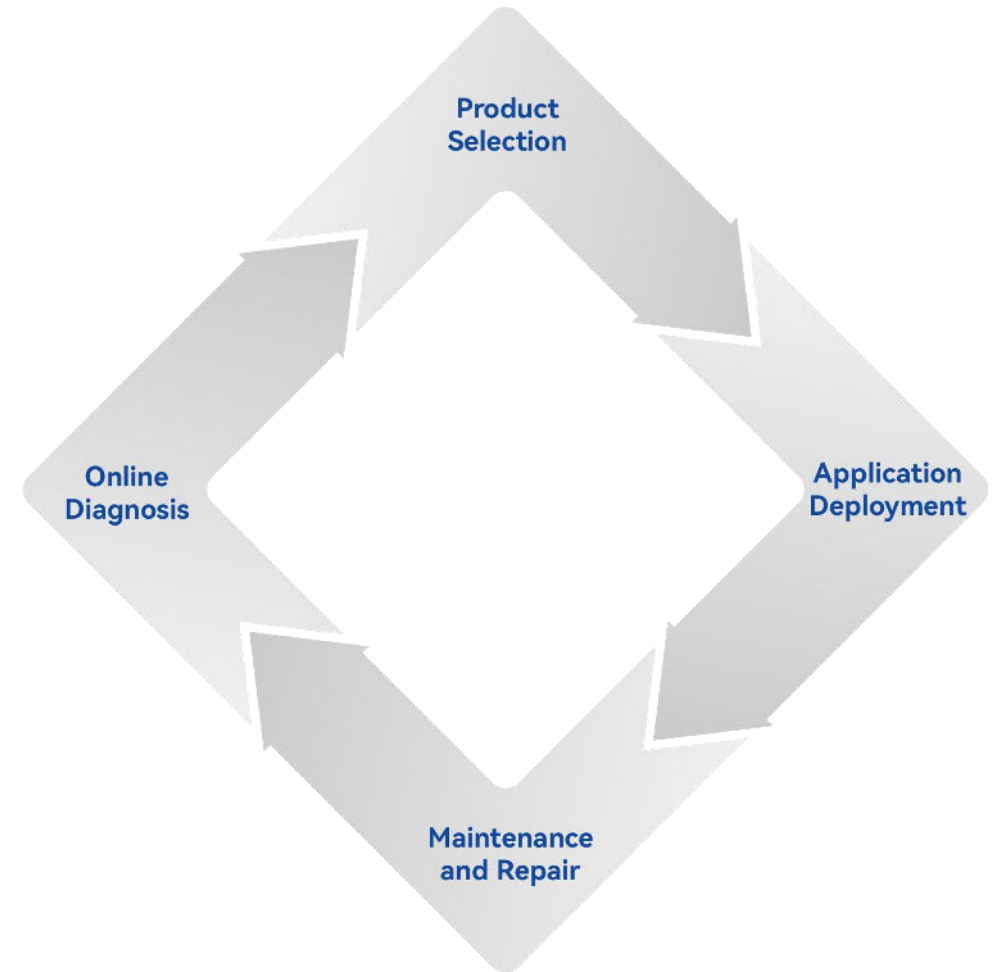 Product
Selection
Application
Deployment
Maintenance
and Repair
Online
Diagnosis